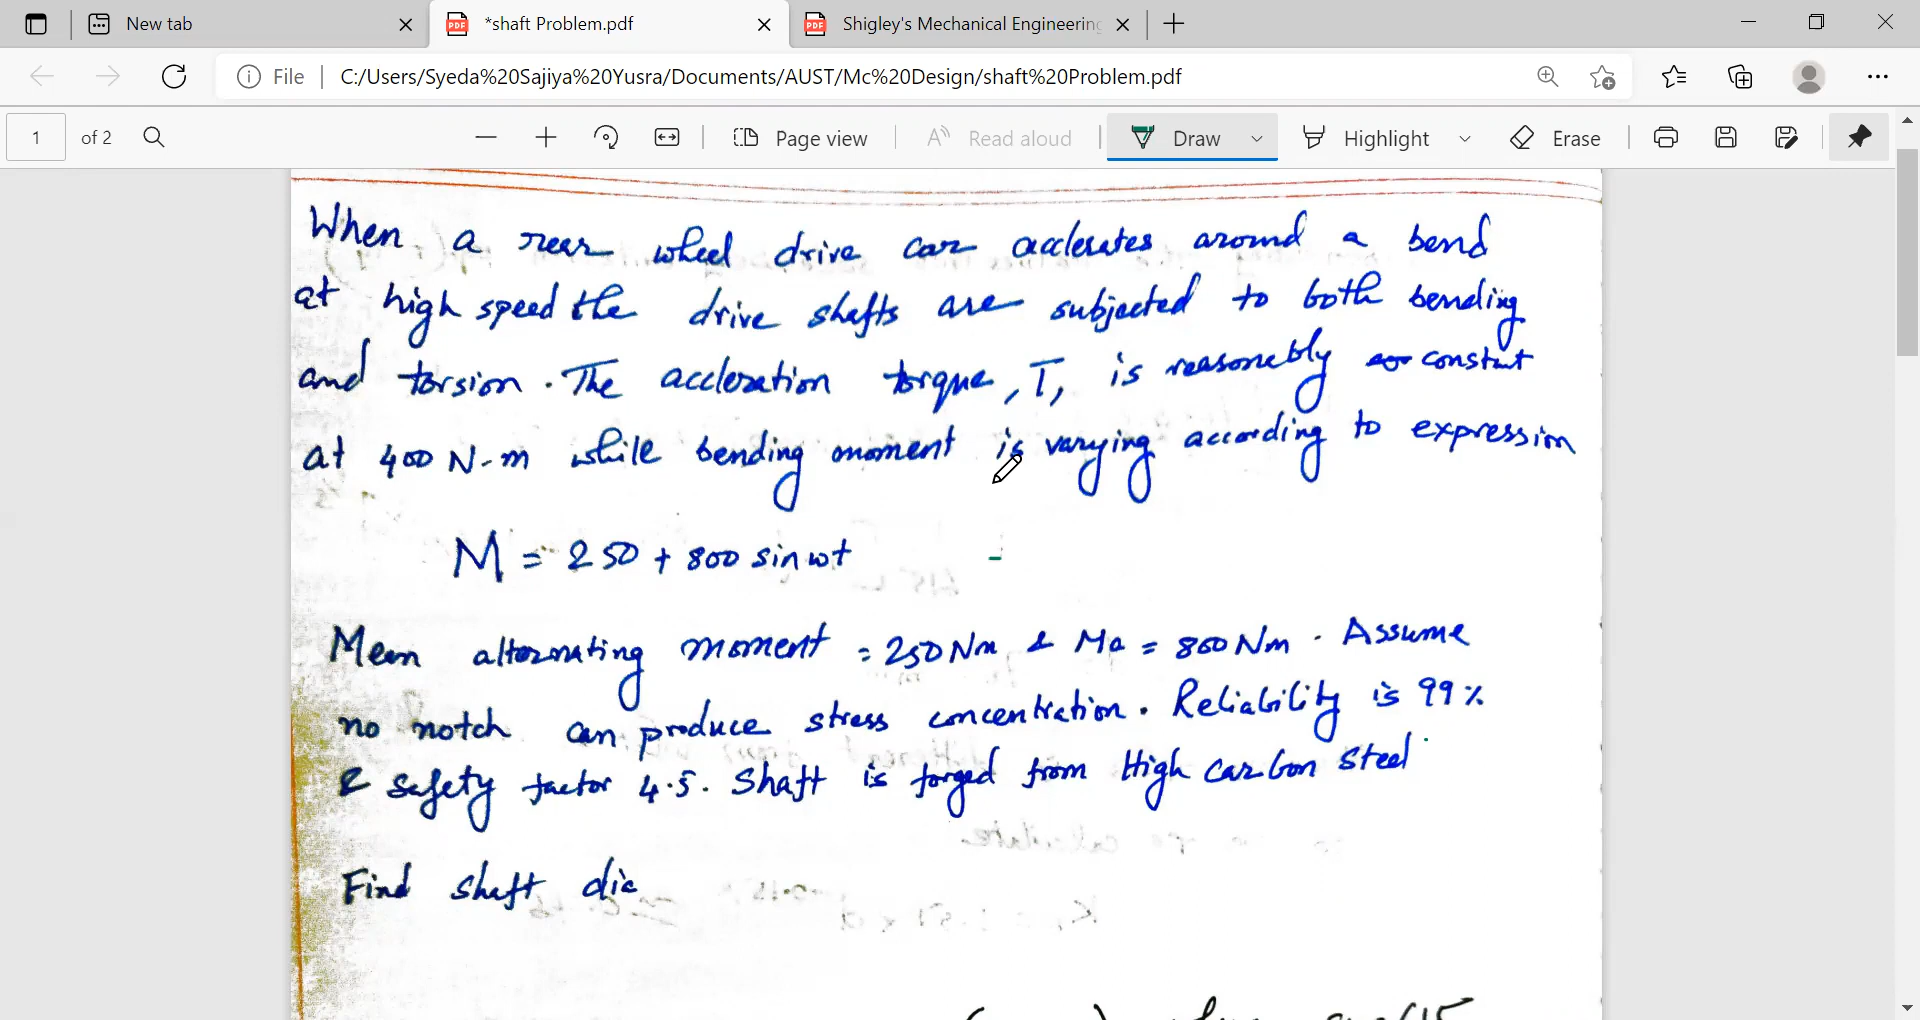 New tab
*shaft Problem.pdf
Shigley's Mechanical Engineering
File
C:/Users/Syeda%20Sajiya%20Yusra/Documents/AUST/Mc%20Design/shaft%20Problem.pdf
1 of 2
Page view
Read aloud
Draw
Highlight
Erase
When a rear wheel drive car acclerates around a bend
at high speed the drive shafts are subjected to both bending
and torsion. The accleration torque, T, is reasonably constant
at 400 N-m while bending moment is varying according to expression
M = 250 + 800 sin wt
Mean alternating moment = 250 Nm & Ma = 800 Nm. Assume
no notch can produce stress concentration. Reliability is 99%
& safety factor 4.5. Shaft is forged from High carbon steel
Find shaft dia